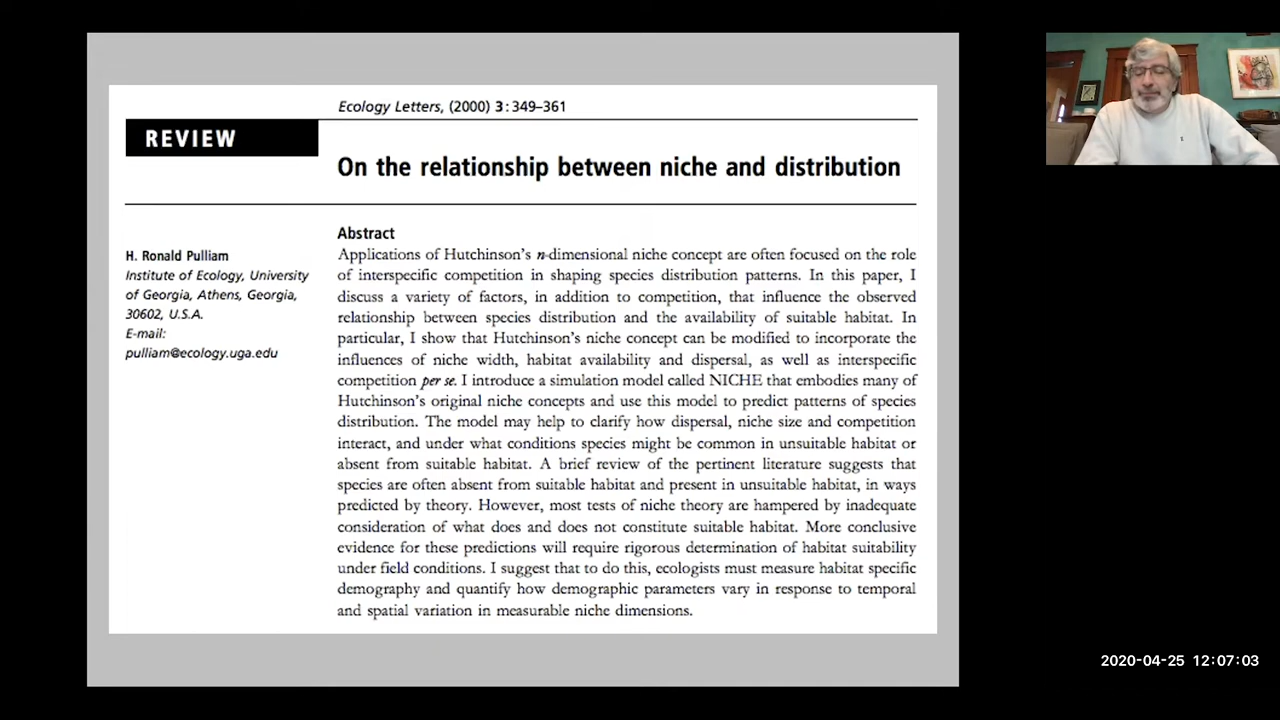 Ecology Letters, (2000) 3: 349–361
REVIEW
On the relationship between niche and distribution
H. Ronald Pulliam
Institute of Ecology, University
of Georgia, Athens, Georgia,
30602, U.S.A.
E-mail:
pulliam@ecology.uga.edu
Abstract
Applications of Hutchinson's n-dimensional niche concept are often focused on the role
of interspecific competition in shaping species distribution patterns. In this paper, I
discuss a variety of factors, in addition to competition, that influence the observed
relationship between species distribution and the availability of suitable habitat. In
particular, I show that Hutchinson's niche concept can be modified to incorporate the
influences of niche width, habitat availability and dispersal, as well as interspecific
competition per se. I introduce a simulation model called NICHE that embodies many of
Hutchinson's original niche concepts and use this model to predict patterns of species
distribution. The model may help to clarify how dispersal, niche size and competition
interact, and under what conditions species might be common in unsuitable habitat or
absent from suitable habitat. A brief review of the pertinent literature suggests that
species are often absent from suitable habitat and present in unsuitable habitat, in ways
predicted by theory. However, most tests of niche theory are hampered by inadequate
consideration of what does and does not constitute suitable habitat. More conclusive
evidence for these predictions will require rigorous determination of habitat suitability
under field conditions. I suggest that to do this, ecologists must measure habitat specific
demography and quantify how demographic parameters vary in response to temporal
and spatial variation in measurable niche dimensions.
2020-04-25 12:07:03